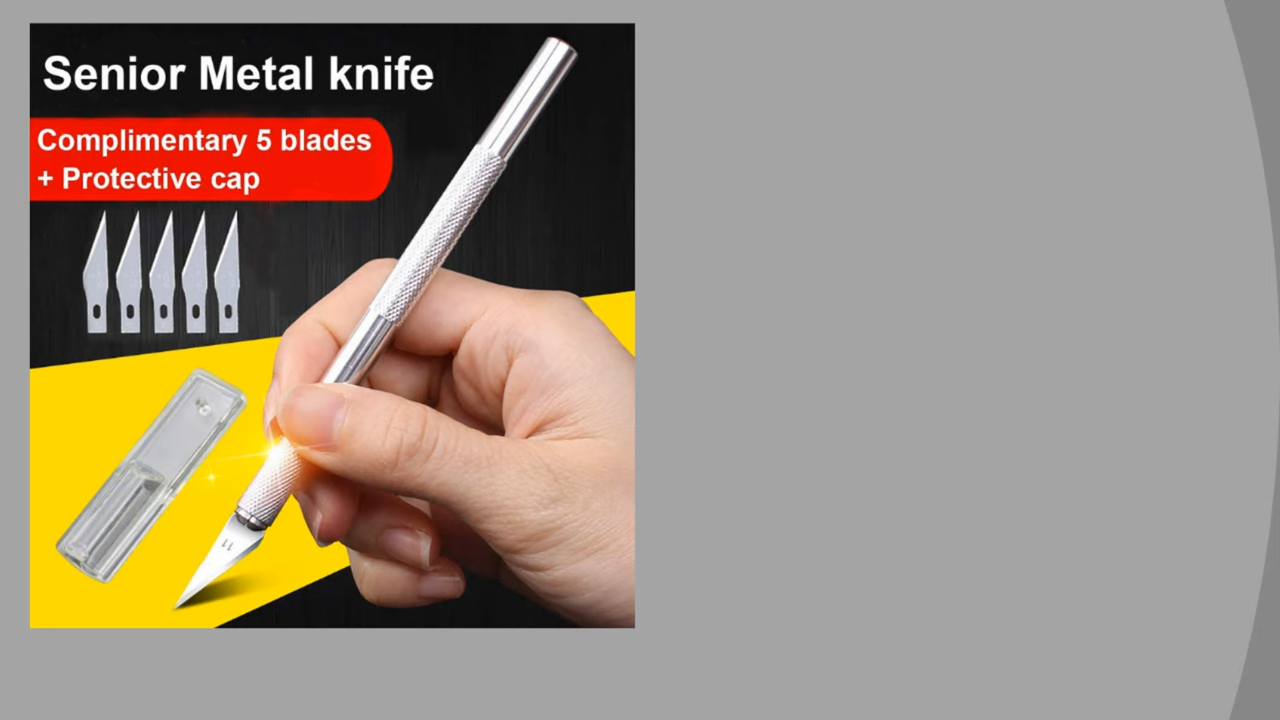 Senior Metal knife
Complimentary 5 blades
+ Protective cap
11